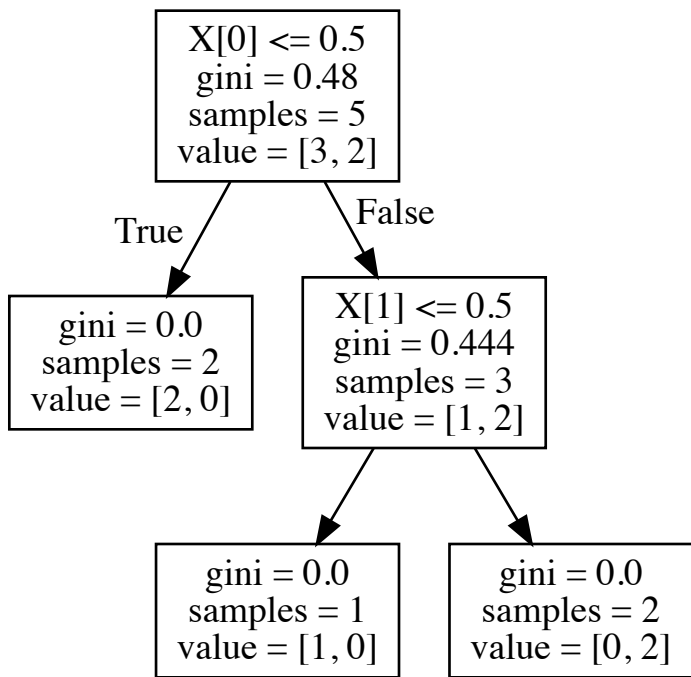 X[0] <= 0.5
gini = 0.48
samples = 5
value = [3, 2]
True
False
gini = 0.0
samples = 2
value = [2, 0]
X[1] <= 0.5
gini = 0.444
samples = 3
value = [1, 2]
gini = 0.0
samples = 1
value = [1, 0]
gini = 0.0
samples = 2
value = [0, 2]